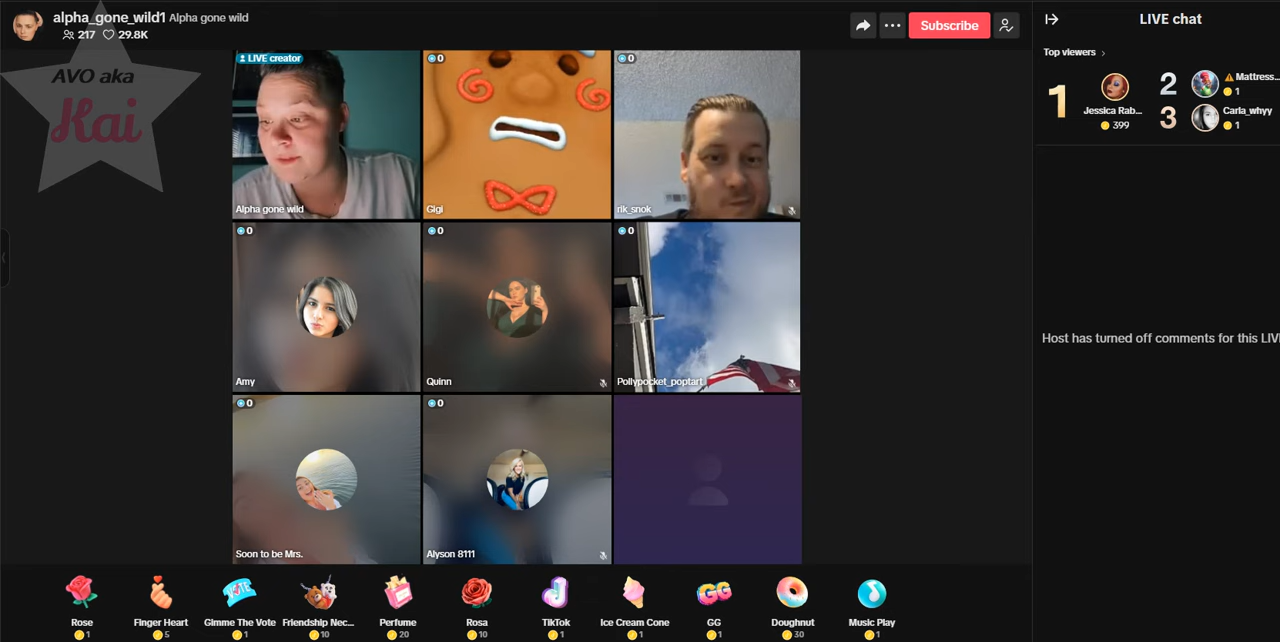 alpha_gone_wild1 Alpha gone wild
217 29.8K
Subscribe
LIVE chat
AVO aka
Kai
Top viewers
1
Jessica Rab...
399
2
Mattress...
1
3
Carla_whyy
1
LIVE creator
Alpha gone wild
0
Gigi
0
rik_snok
0
Amy
0
Quinn
0
Pollypocket_poptart
0
Soon to be Mrs.
0
Alyson 8111
Host has turned off comments for this LIV
Rose
1
Finger Heart
5
VOTE
Gimme The Vote
1
Friendship Nec...
10
Perfume
20
Rosa
10
TikTok
1
Ice Cream Cone
1
GG
GG
1
Doughnut
30
Music Play
1